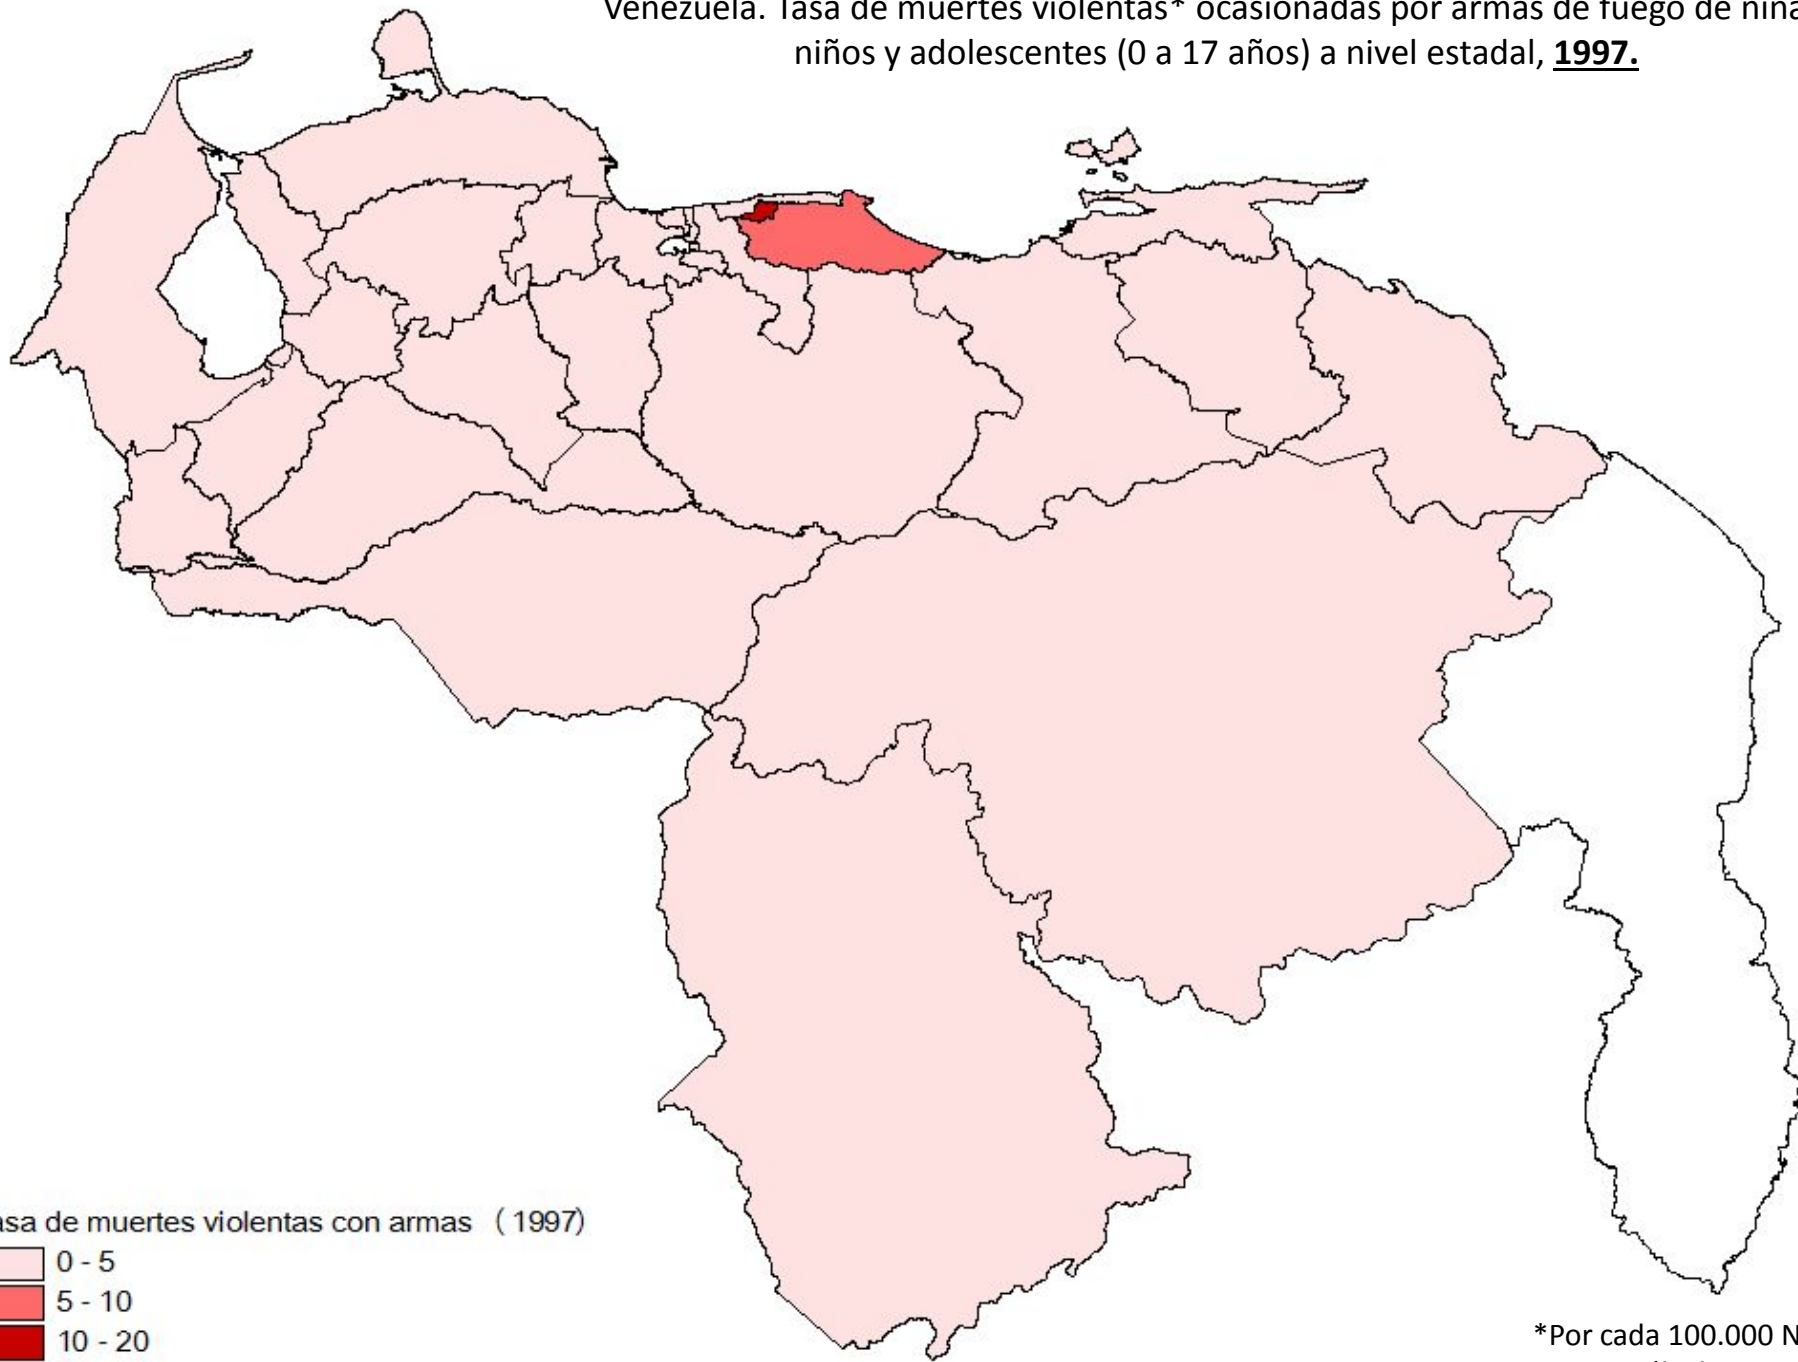 Venezuela. Tasa de muertes violentas* ocasionadas por armas de fuego de niña
niños y adolescentes (0 a 17 años) a nivel estadal, 1997.
asa de muertes violentas con armas (1997)
0 - 5
5 - 10
10 - 20
*Por cada 100.000 N